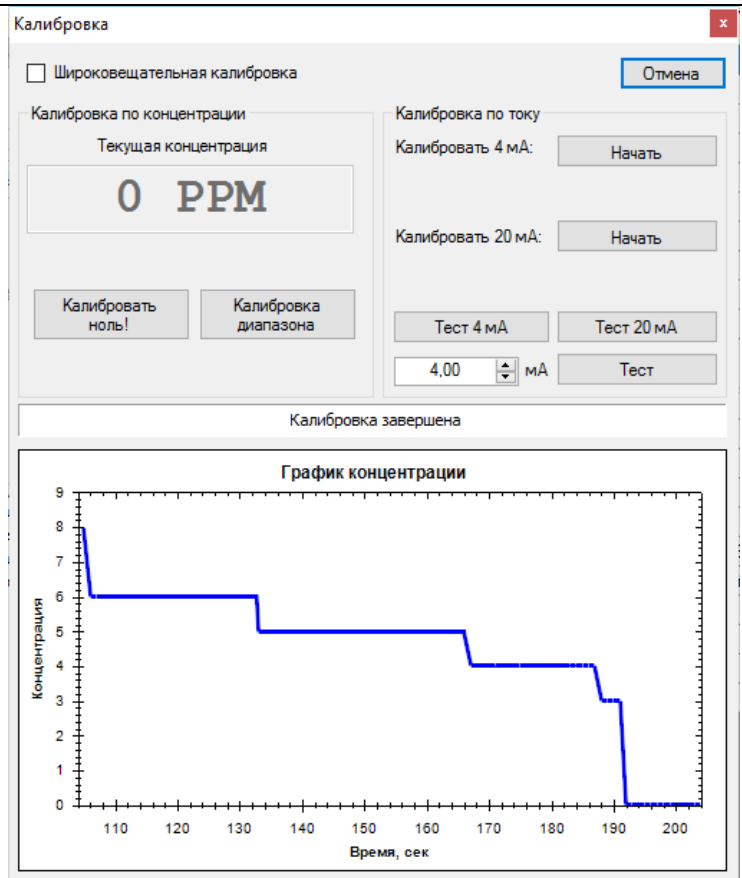 Калибровка
x
Широковещательная калибровка
Отмена
Калибровка по концентрации
Текущая концентрация
0 PPM
Калибровать
ноль!
Калибровка
диапазона
Калибровка по току
Калибровать 4 мА:
Начать
Калибровать 20 мА:
Начать
Тест 4 мА
Тест 20 мА
4,00
мА
Тест
Калибровка завершена
График концентрации
Концентрация
9
8
7
6
5
4
3
2
1
0
110 120 130 140 150 160 170 180 190 200
Время, сек